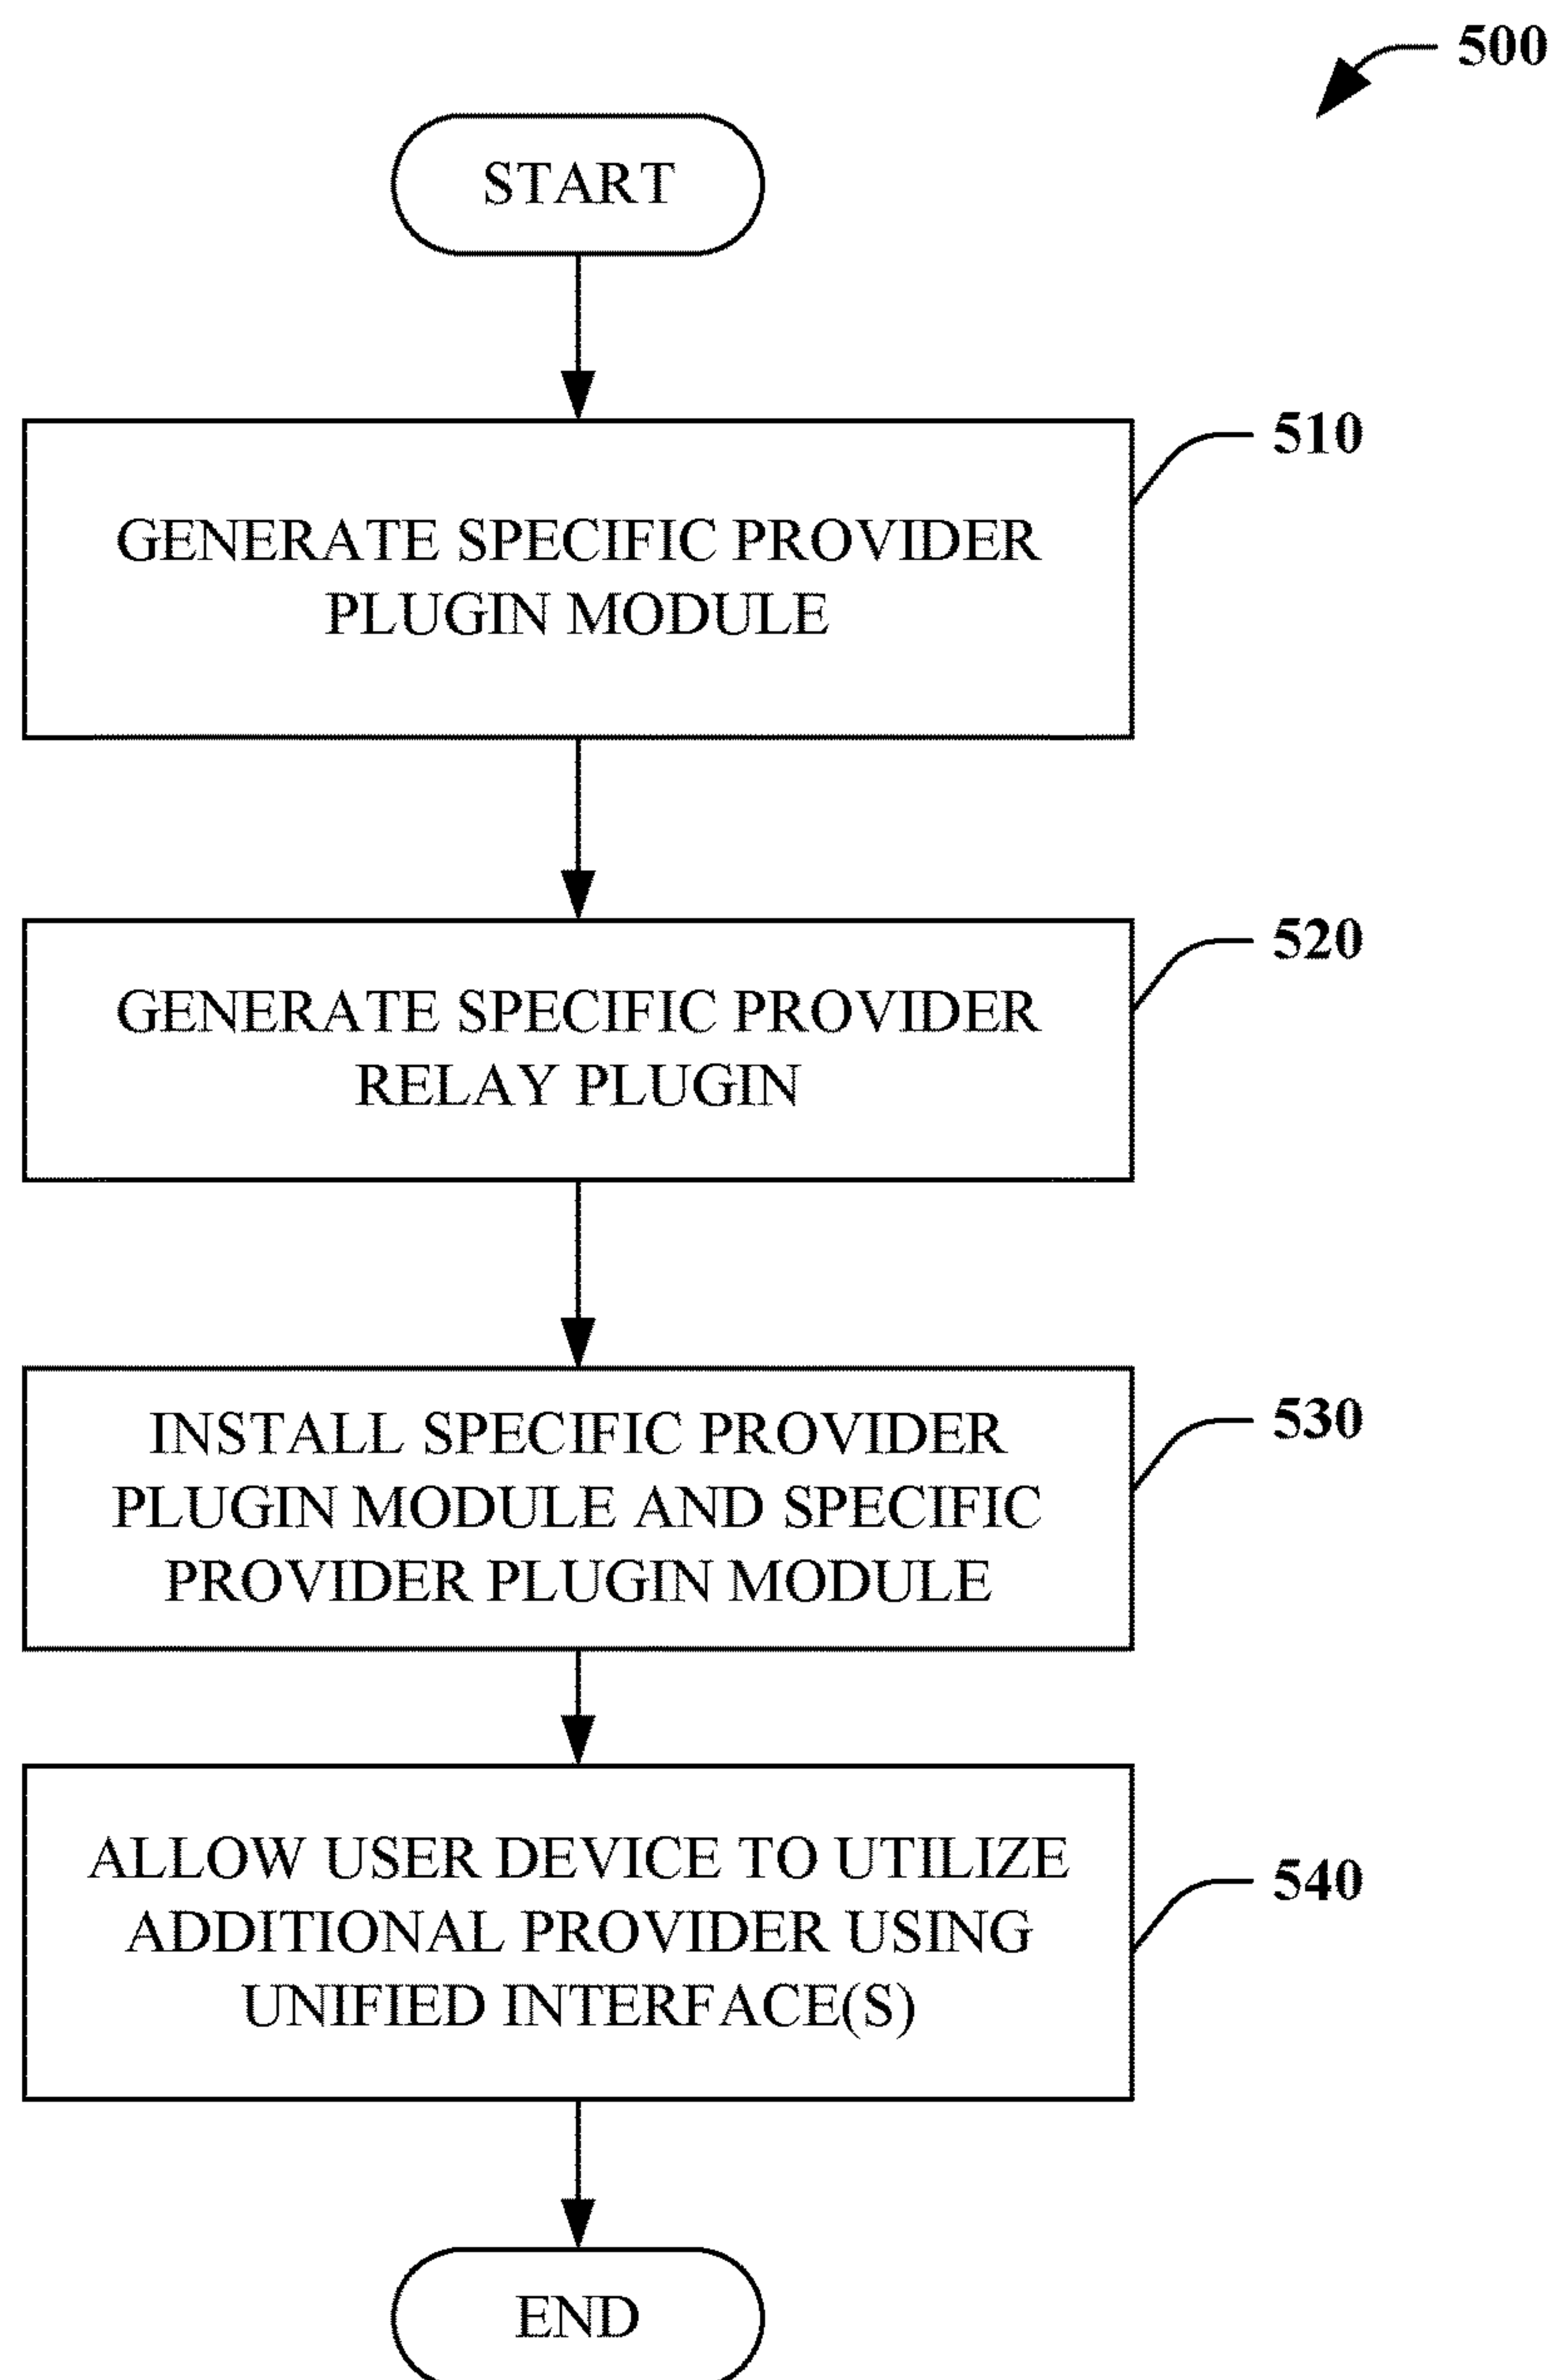 500
START
510
GENERATE SPECIFIC PROVIDER
PLUGIN MODULE
520
GENERATE SPECIFIC PROVIDER
RELAY PLUGIN
530
INSTALL SPECIFIC PROVIDER
PLUGIN MODULE AND SPECIFIC
PROVIDER PLUGIN MODULE
540
ALLOW USER DEVICE TO UTILIZE
ADDITIONAL PROVIDER USING
UNIFIED INTERFACE(S)
END